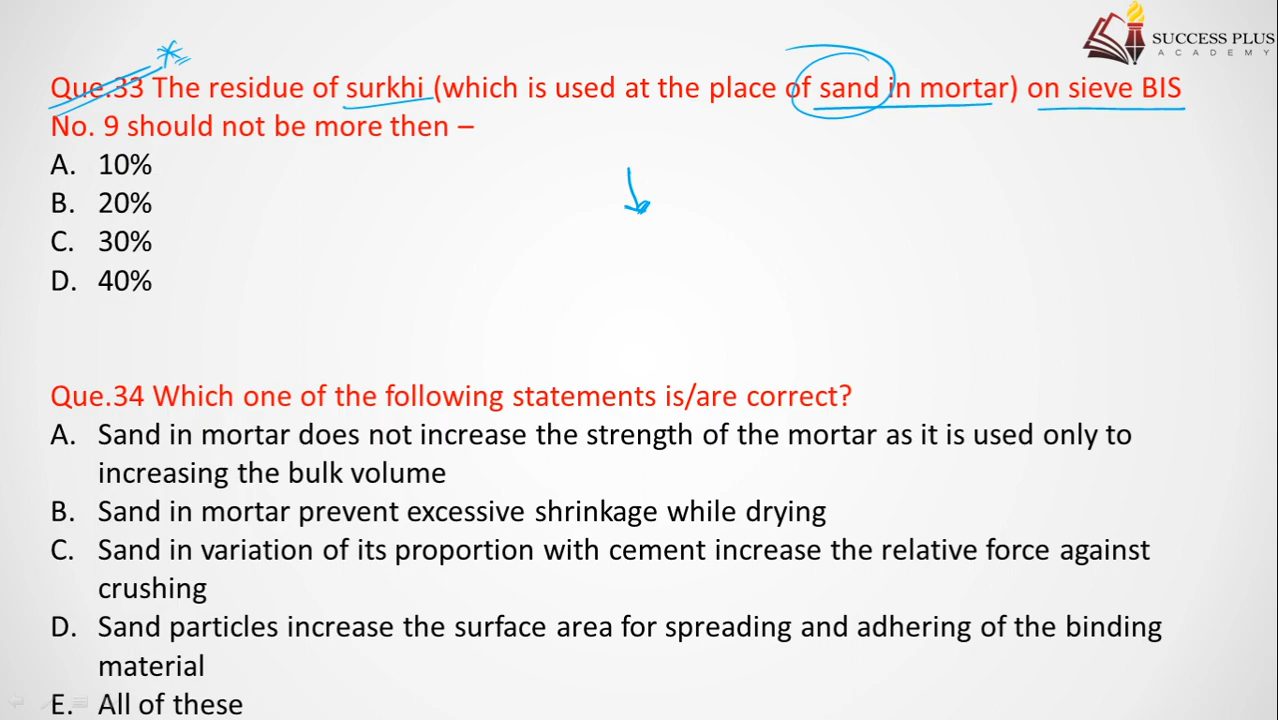 SUCCESS PLUS
ACADEMY
Que.33 The residue of surkhi (which is used at the place of sand in mortar) on sieve BIS
No. 9 should not be more then –
A. 10%
B. 20%
C. 30%
D. 40%
Que.34 Which one of the following statements is/are correct?
A. Sand in mortar does not increase the strength of the mortar as it is used only to
increasing the bulk volume
B. Sand in mortar prevent excessive shrinkage while drying
C. Sand in variation of its proportion with cement increase the relative force against
crushing
D. Sand particles increase the surface area for spreading and adhering of the binding
material
E. All of these